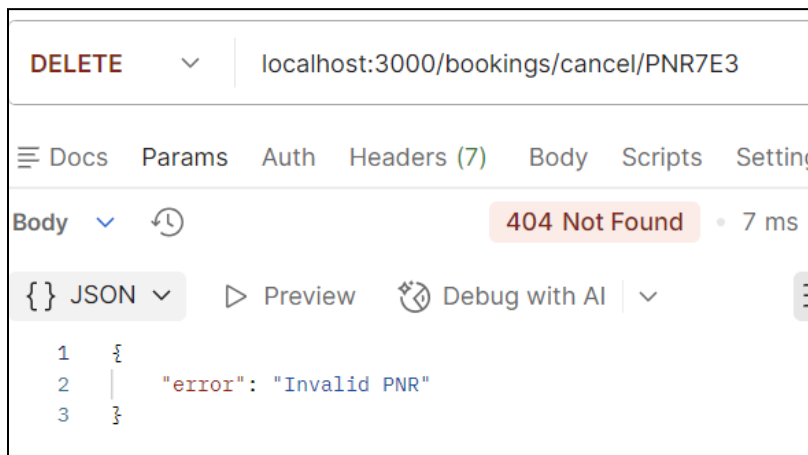 DELETE localhost:3000/bookings/cancel/PNR7E3
Docs Params Auth Headers (7) Body Scripts
Body 404 Not Found 7 ms
{} JSON Preview Debug with AI
1 {
2 "error": "Invalid PNR"
3 }